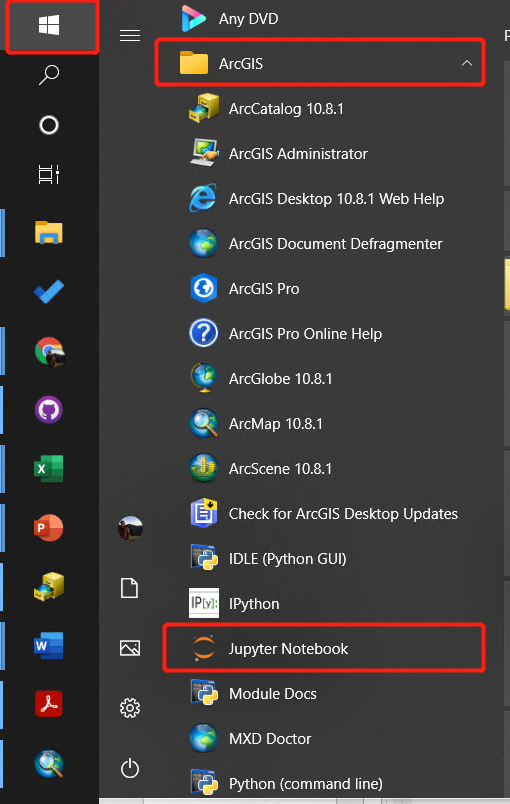 Any DVD
ArcGIS
ArcCatalog 10.8.1
ArcGIS Administrator
ArcGIS Desktop 10.8.1 Web Help
ArcGIS Document Defragmenter
ArcGIS Pro
ArcGIS Pro Online Help
ArcGlobe 10.8.1
ArcMap 10.8.1
ArcScene 10.8.1
Check for ArcGIS Desktop Updates
IDLE (Python GUI)
IP[y]:
IPython
Jupyter Notebook
Module Docs
MXD Doctor
Python (command line)